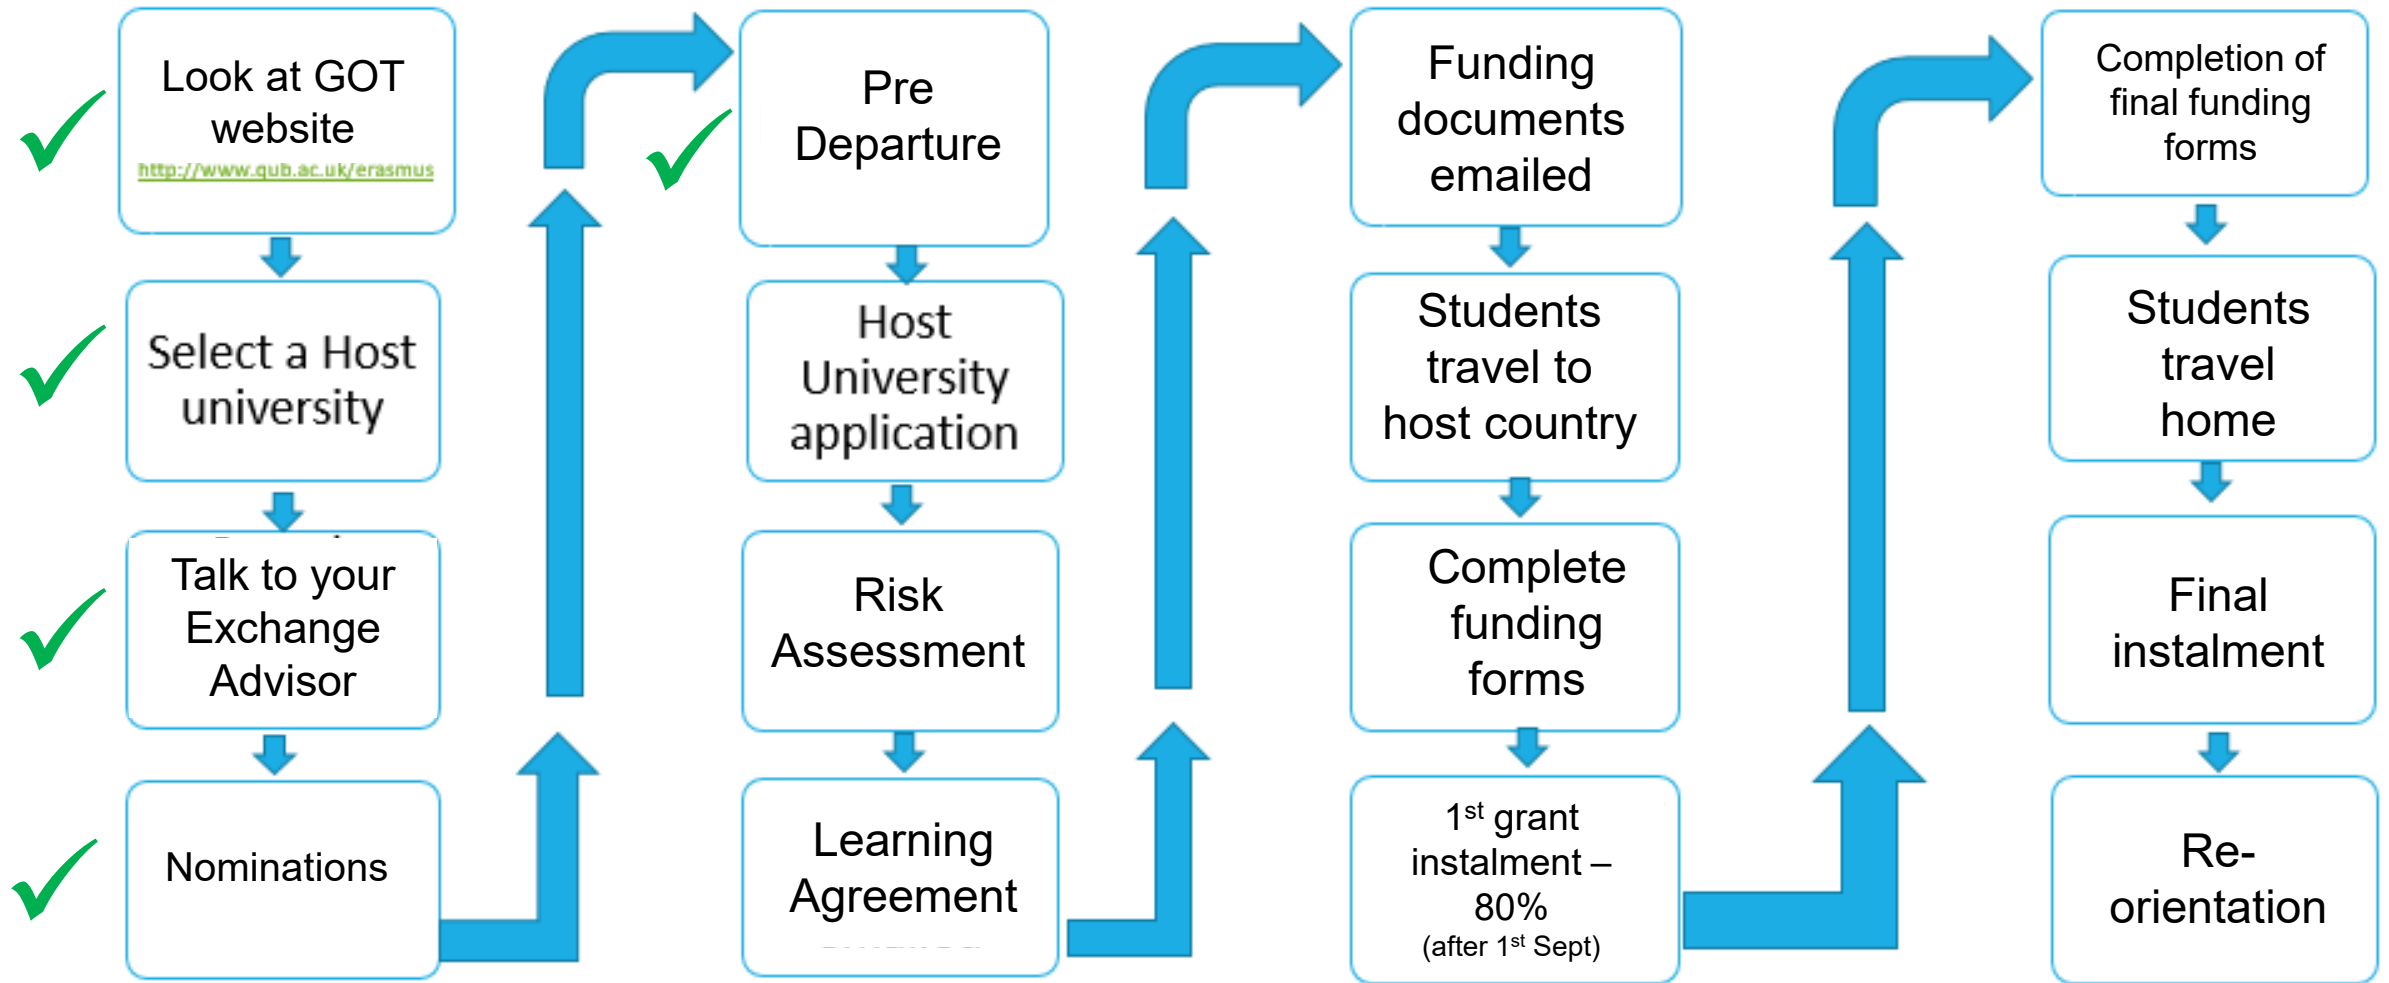 Look at GOT
website
http://www.qub.ac.uk/erasmus
Select a Host
university
Talk to your
Exchange
Advisor
Nominations
Pre
Departure
Host
University
application
Risk
Assessment
Learning
Agreement
Funding
documents
emailed
Students
travel to
host country
Complete
funding
forms
1st grant
instalment –
80%
(after 1st Sept)
Completion of
final funding
forms
Students
travel
home
Final
instalment
Re-
orientation